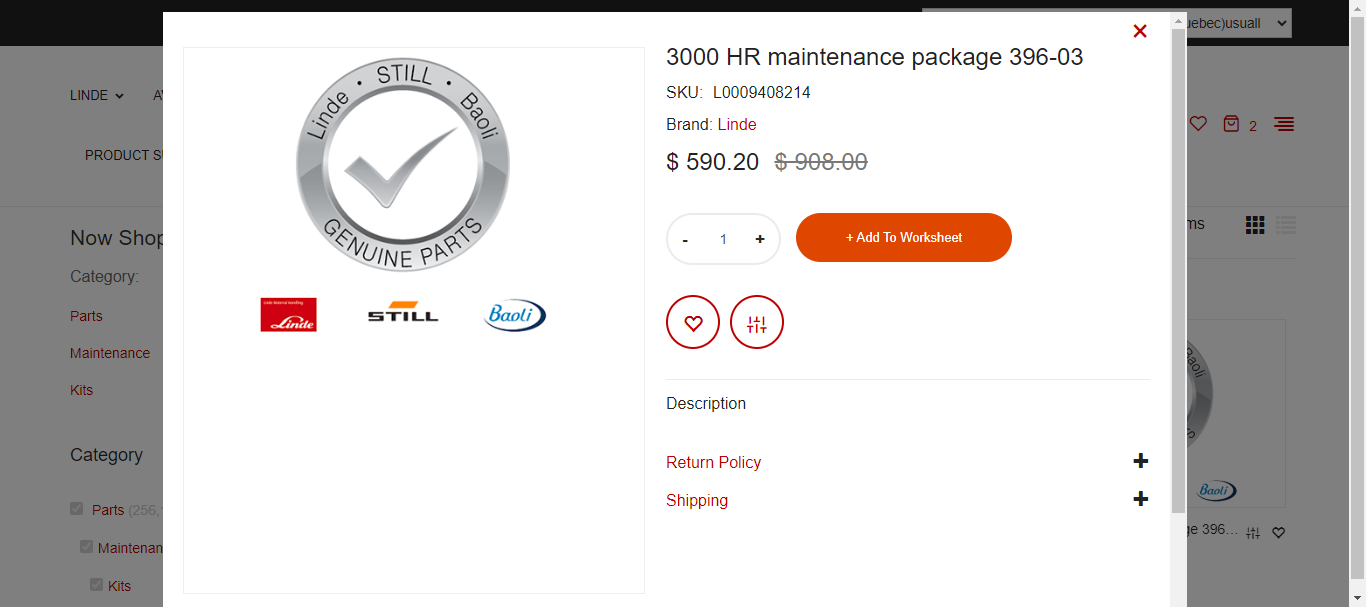 uebec)usuall
LINDE
PRODUCT
2
Now Shop
Category:
Parts
Maintenance
Kits
Category
Parts (256,
Maintenan
Kits
Linde • STILL • Baoli
GENUINE PARTS
Linde
STILL
Baoli
3000 HR maintenance package 396-03
SKU: L0009408214
Brand: Linde
$ 590.20 $ 908.00
- 1 +
+ Add To Worksheet
Description
Return Policy
Shipping
ms
Baoli
ge 396...